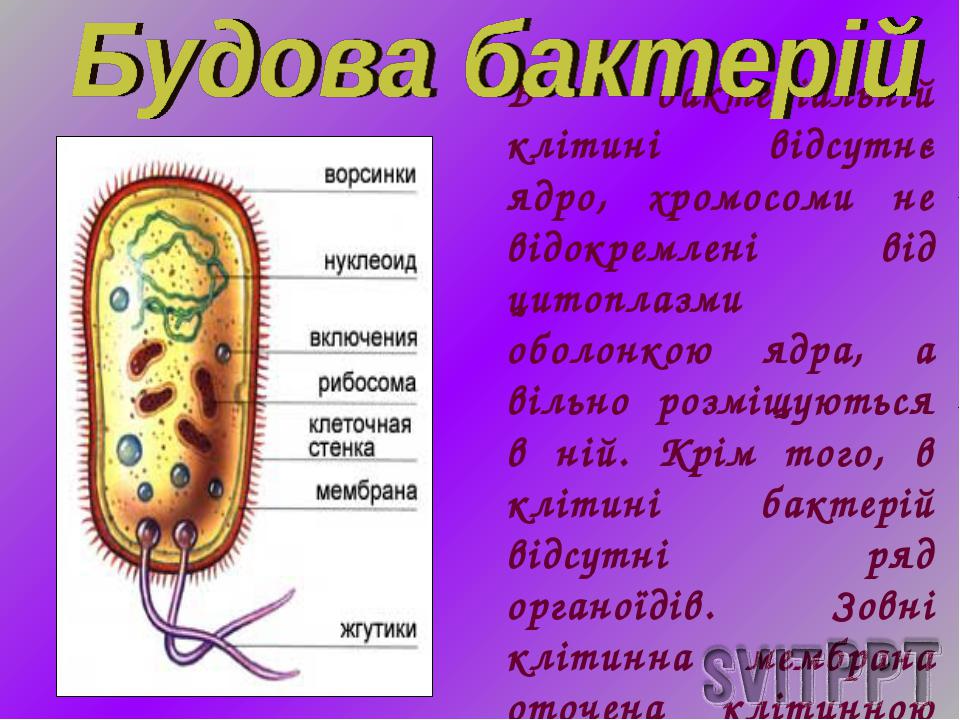 Будова бактерій
В бактеріальній
клітині відсутнє
ядро, хромосоми не
відокремлені від
цитоплазми
оболонкою ядра, а
вільно розміщуються
в ній. Крім того, в
клітині бактерій
відсутні ряд
органоїдів. Зовні
клітинна мембрана
оточена клітинною
ворсинки
нуклеоид
включения
рибосома
клеточная
стенка
мембрана
жгутики
SVITPPT